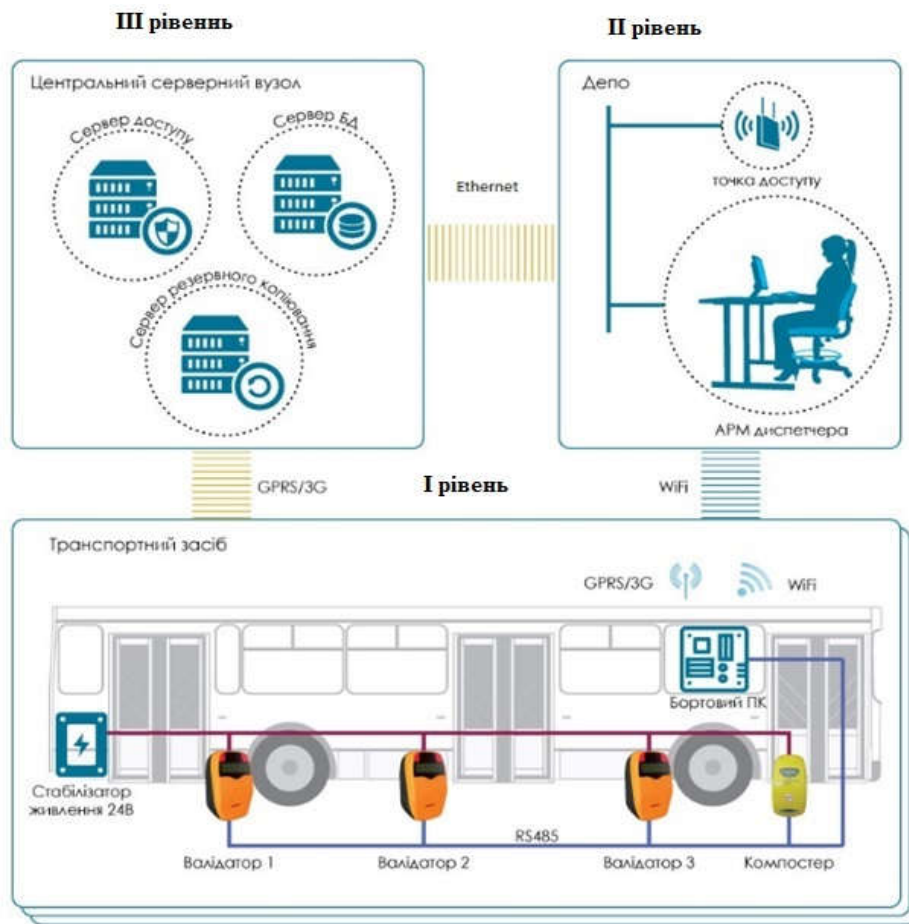 III рівеннь
II рівень
Центральний серверний вузол
Сервер доступу
Сервер БД
Сервер резервного копіювання
Ethernet
Депо
точка доступу
АРМ диспетчера
GPRS/3G
I рівень
WiFi
Транспортний засіб
GPRS/3G
WiFi
Бортовий ПК
Стабілізатор
живлення 24В
RS485
Валідатор 1
Валідатор 2
Валідатор 3
Компостер